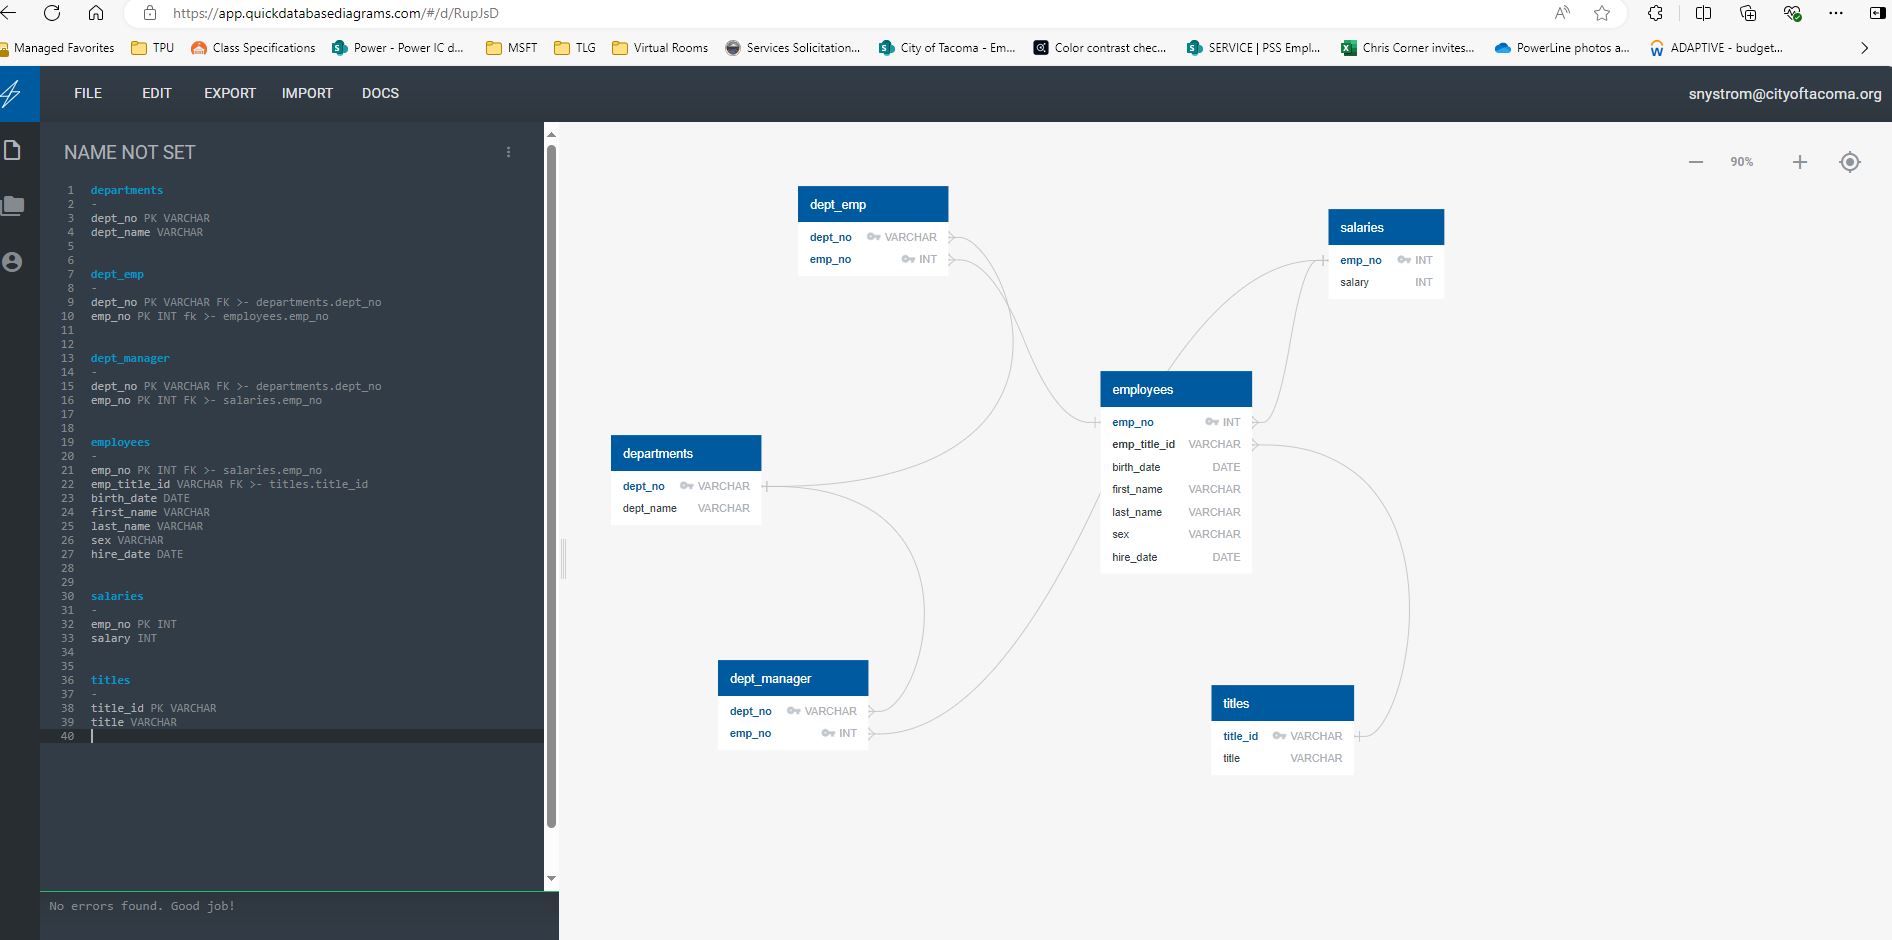 https://app.quickdatabasediagrams.com/#/d/RupJsD
Managed Favorites TPU Class Specifications Power - Power IC d... MSFT TLG Virtual Rooms Services Solicitation... City of Tacoma - Em... Color contrast chec... SERVICE | PSS Empl... Chris Corner invites... PowerLine photos a... ADAPTIVE - budget...
FILE EDIT EXPORT IMPORT DOCS snystrom@cityoftacoma.org
NAME NOT SET
1 departments
2 -
3 dept_no PK VARCHAR
4 dept_name VARCHAR
5
6
7 dept_emp
8 -
9 dept_no PK VARCHAR FK >- departments.dept_no
10 emp_no PK INT fk >- employees.emp_no
11
12
13 dept_manager
14 -
15 dept_no PK VARCHAR FK >- departments.dept_no
16 emp_no PK INT FK >- salaries.emp_no
17
18
19 employees
20 -
21 emp_no PK INT FK >- salaries.emp_no
22 emp_title_id VARCHAR FK >- titles.title_id
23 birth_date DATE
24 first_name VARCHAR
25 last_name VARCHAR
26 sex VARCHAR
27 hire_date DATE
28
29
30 salaries
31 -
32 emp_no PK INT
33 salary INT
34
35
36 titles
37 -
38 title_id PK VARCHAR
39 title VARCHAR
40
No errors found. Good job!
90%
dept_emp
dept_no VARCHAR
emp_no INT
salaries
emp_no INT
salary INT
employees
emp_no INT
emp_title_id VARCHAR
birth_date DATE
first_name VARCHAR
last_name VARCHAR
sex VARCHAR
hire_date DATE
departments
dept_no VARCHAR
dept_name VARCHAR
dept_manager
dept_no VARCHAR
emp_no INT
titles
title_id VARCHAR
title VARCHAR